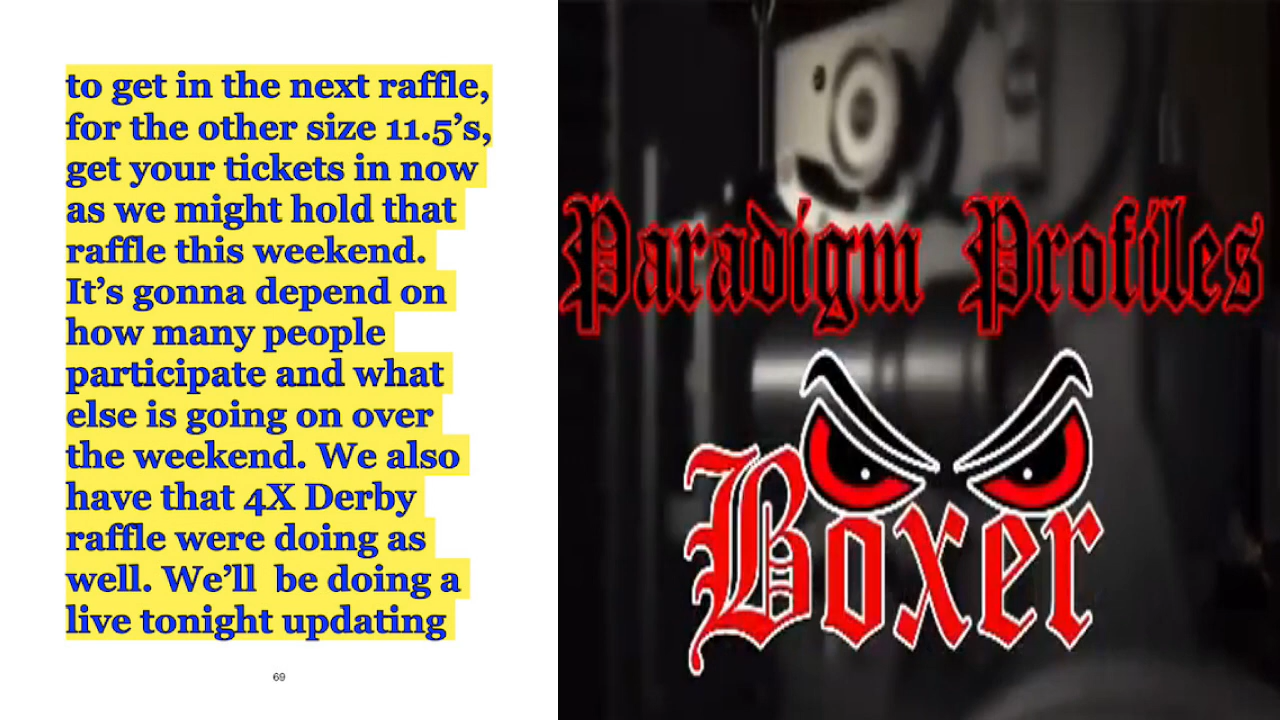 to get in the next raffle,
for the other size 11.5’s,
get your tickets in now
as we might hold that
raffle this weekend.
It’s gonna depend on
how many people
participate and what
else is going on over
the weekend. We also
have that 4X Derby
raffle were doing as
well. We’ll  be doing a
live tonight updating
69
Paradigm Profiles
Boxer